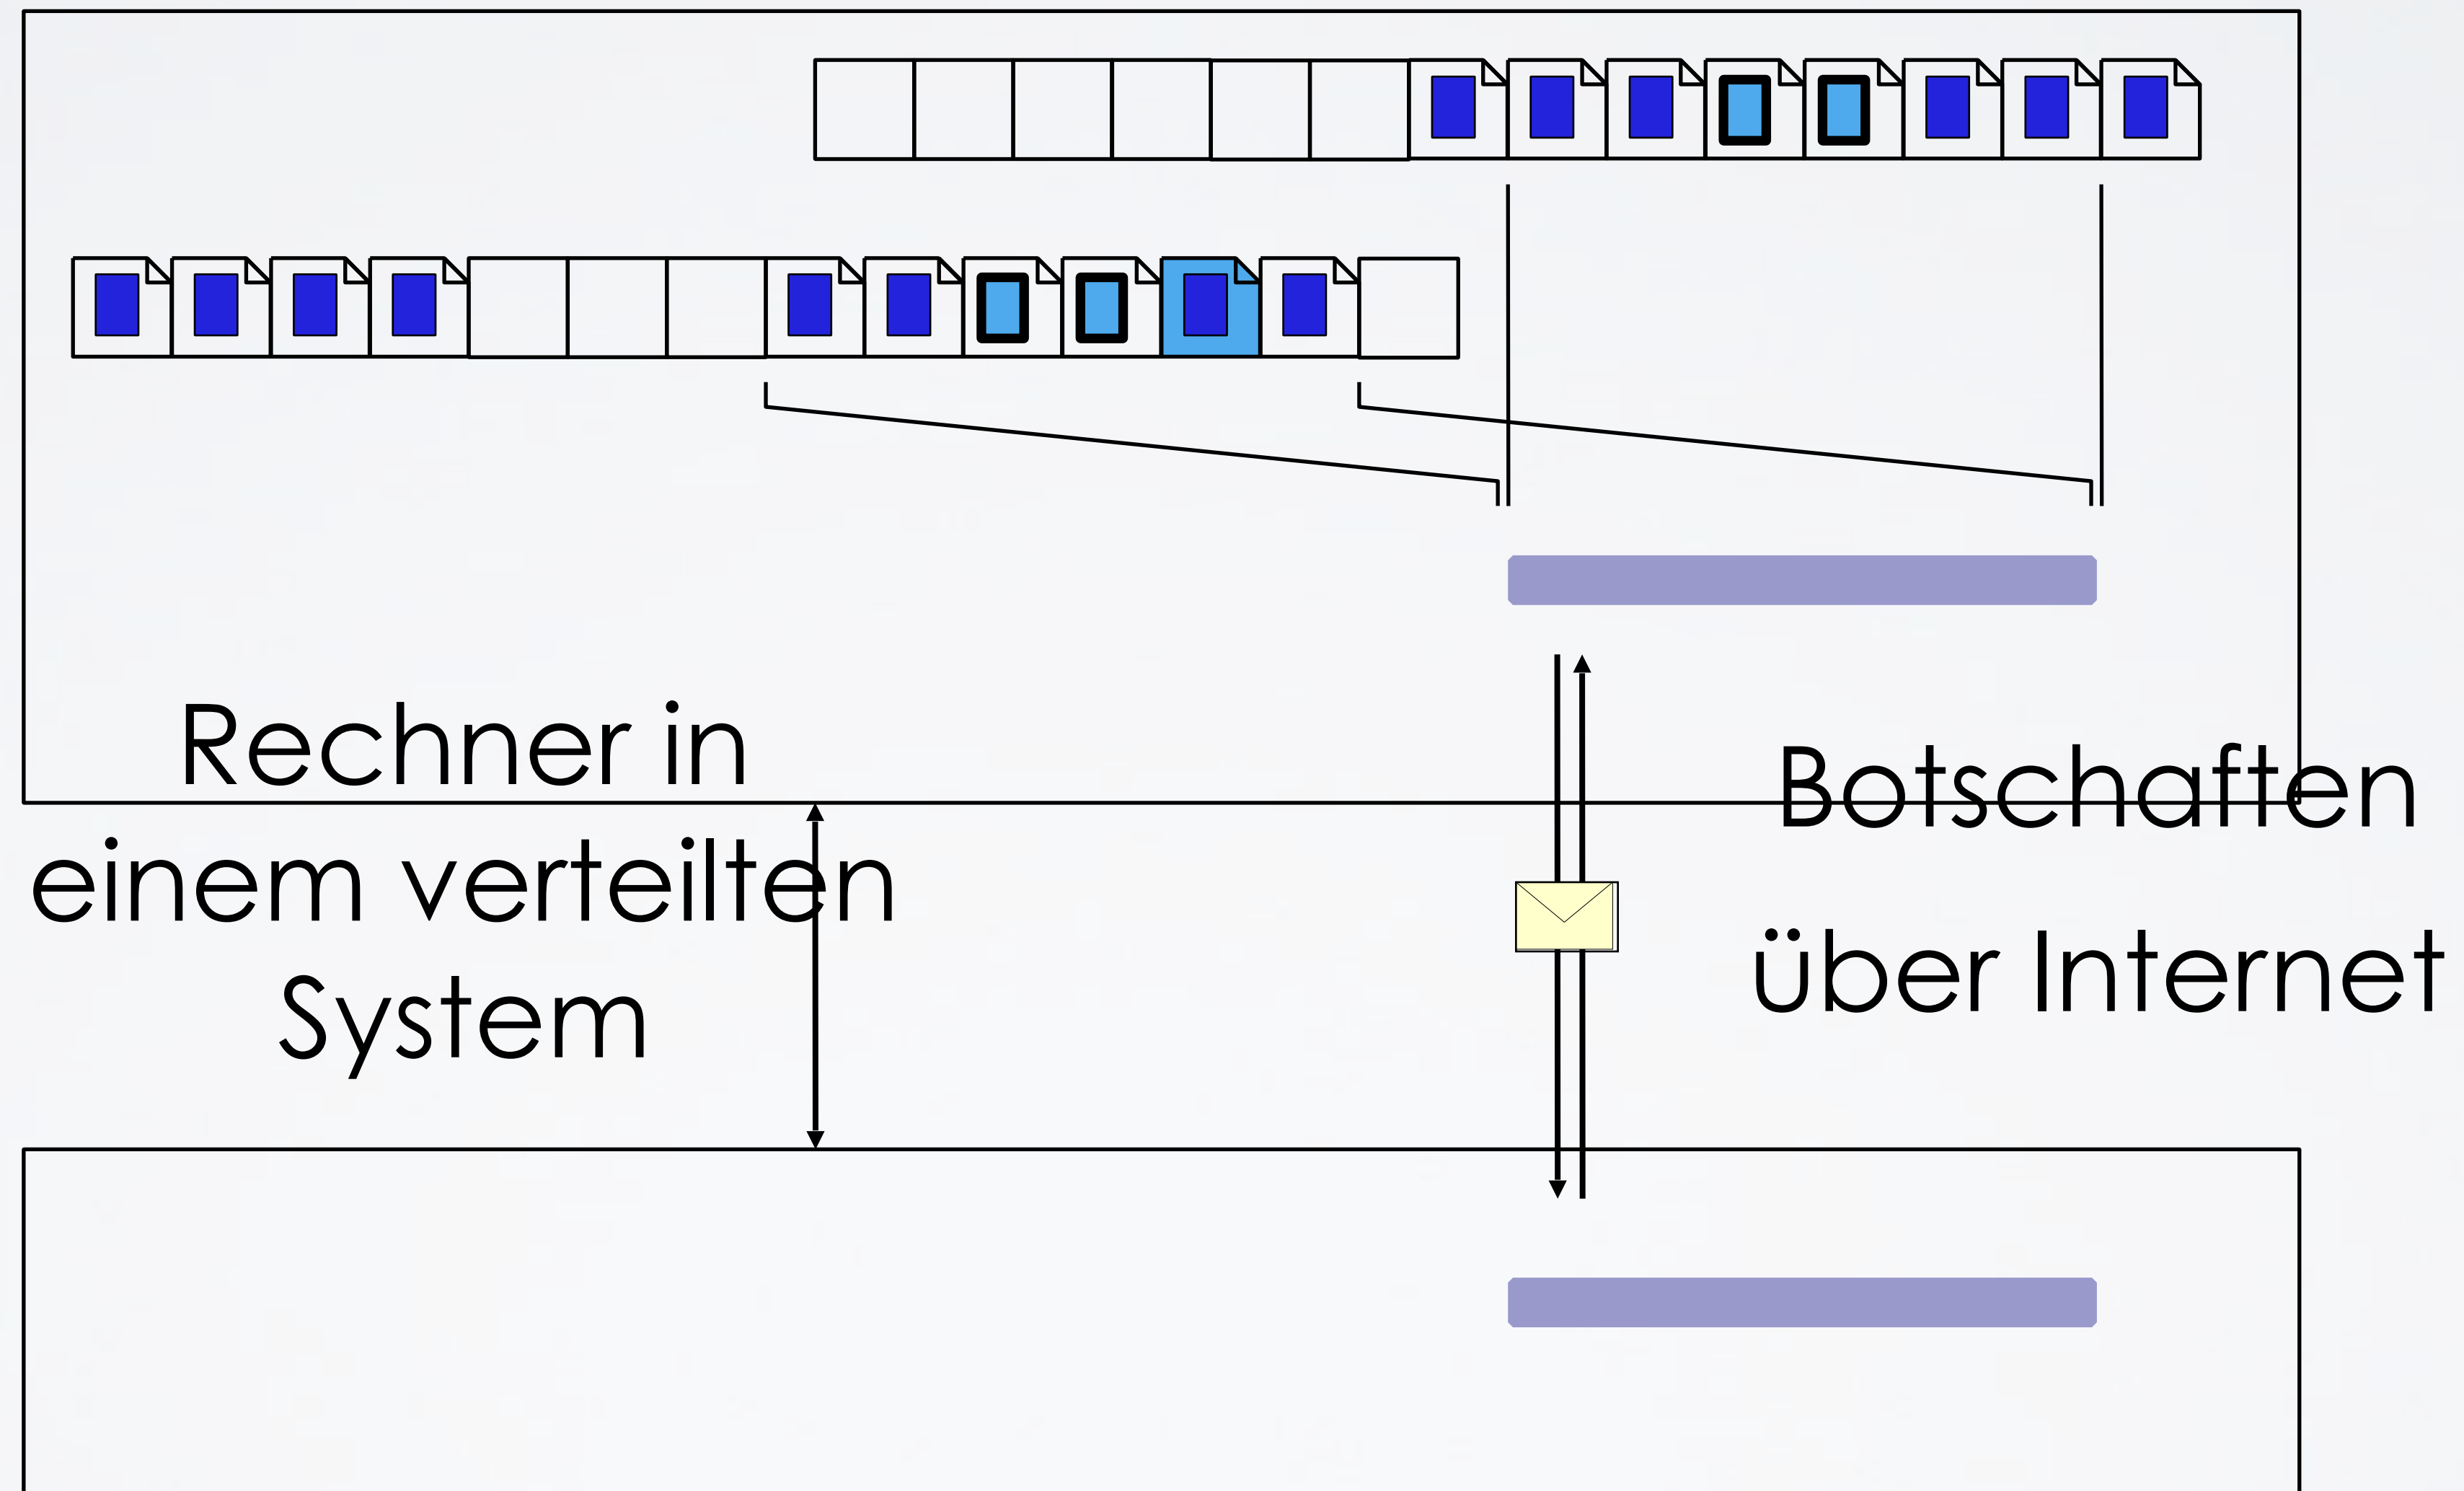 Rechner in
einem verteilten
System
Botschaften
über Internet